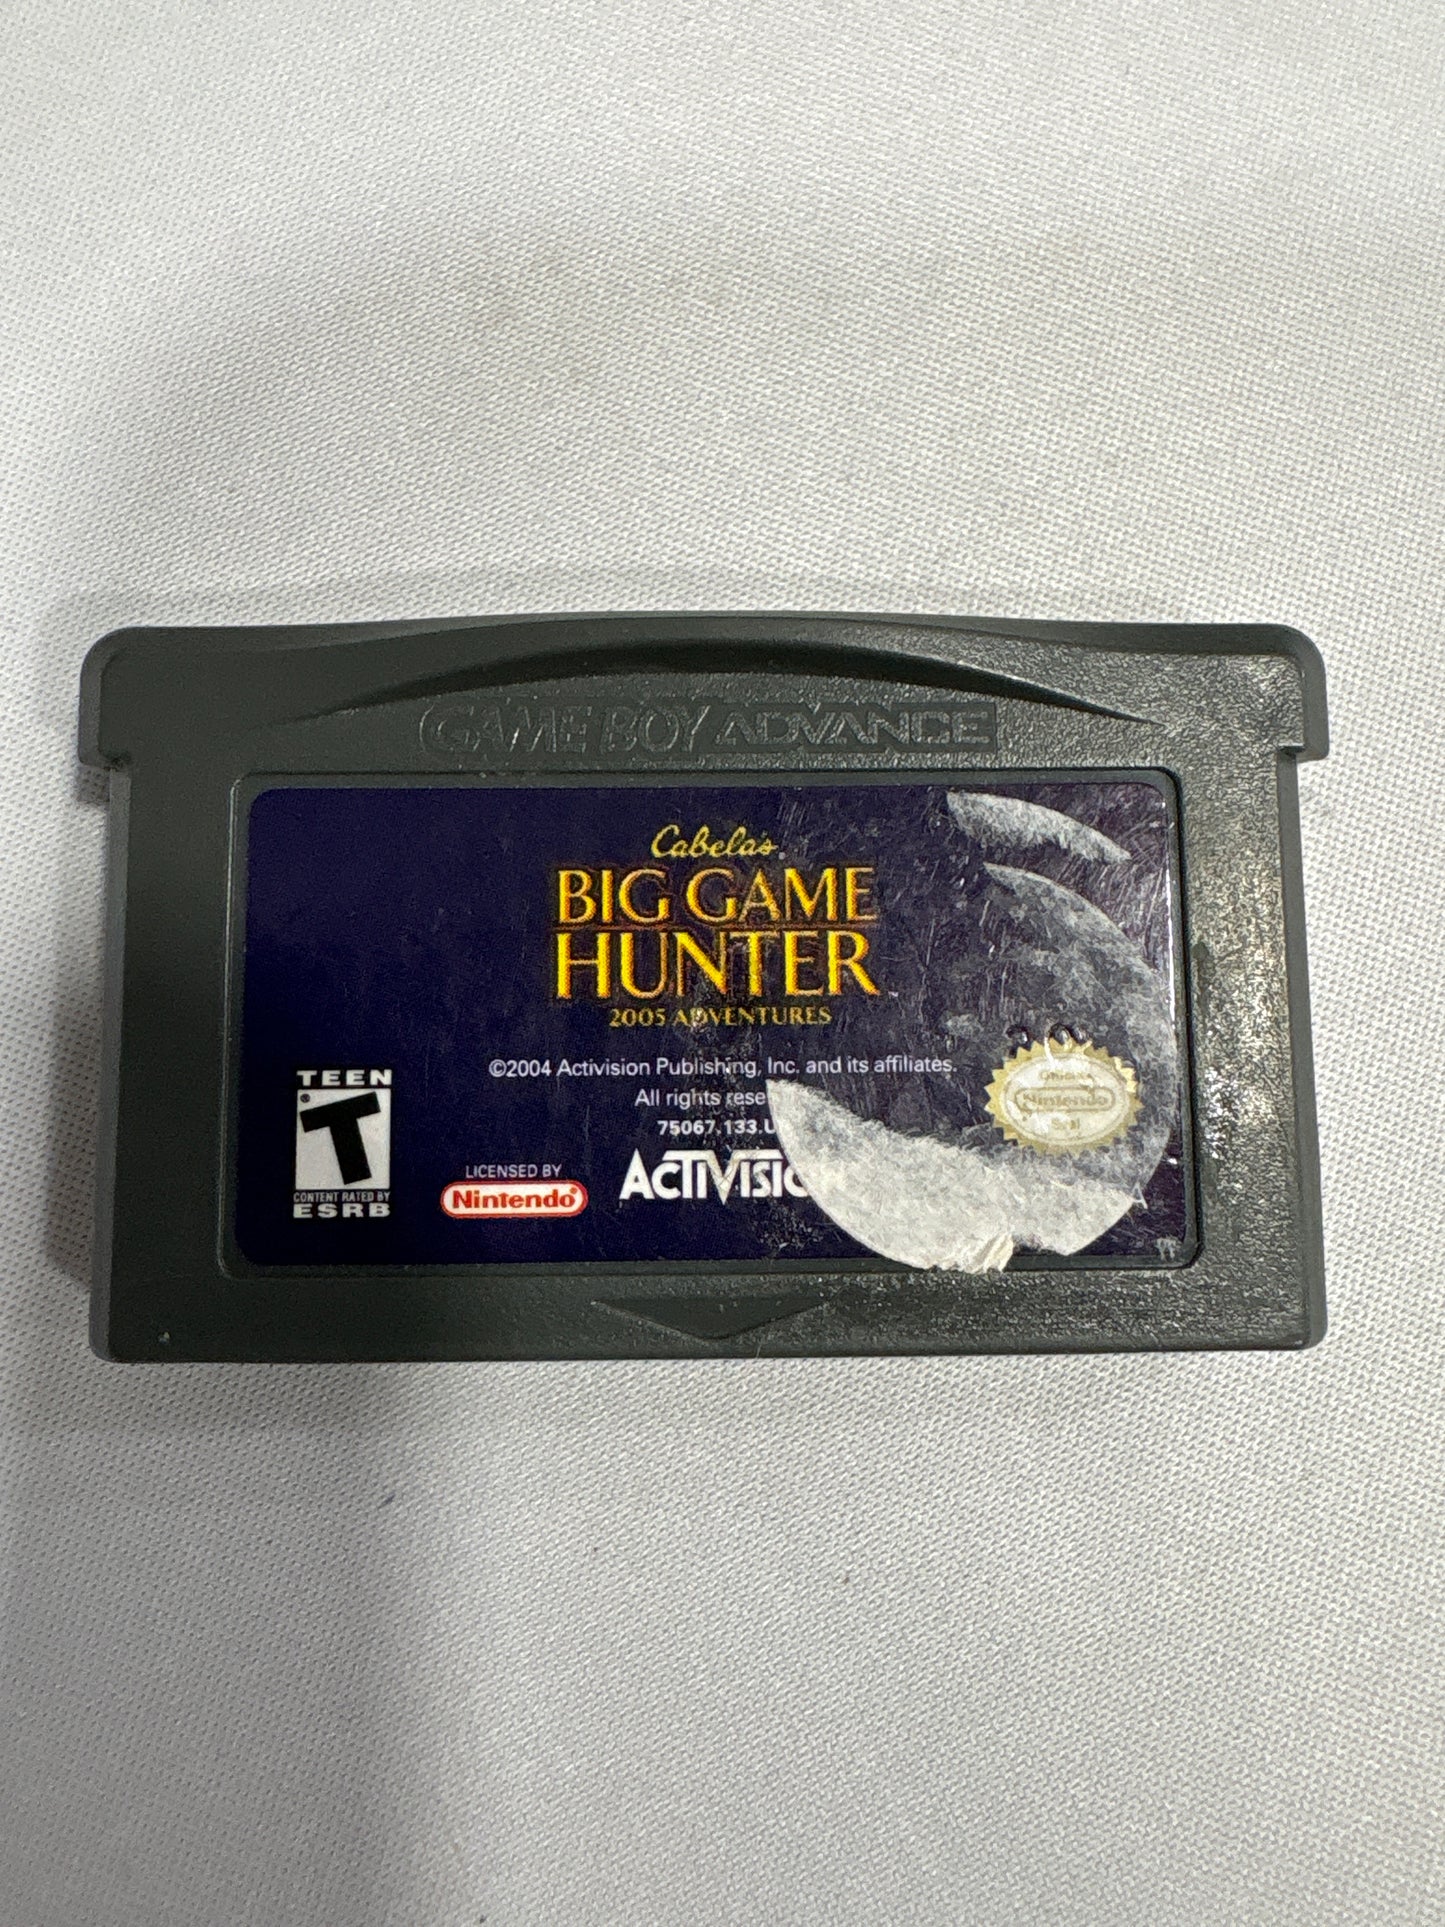 GAME BOY ADVANCE
Cabela's
BIG GAME
HUNTER
2005 ADVENTURES
©2004 Activision Publishing, Inc. and its affiliates.
All rights rese
75067.133.U
TEEN
T
CONTENT RATED BY
ESRB
LICENSED BY
Nintendo®
ACTIVISIO
Nintendo